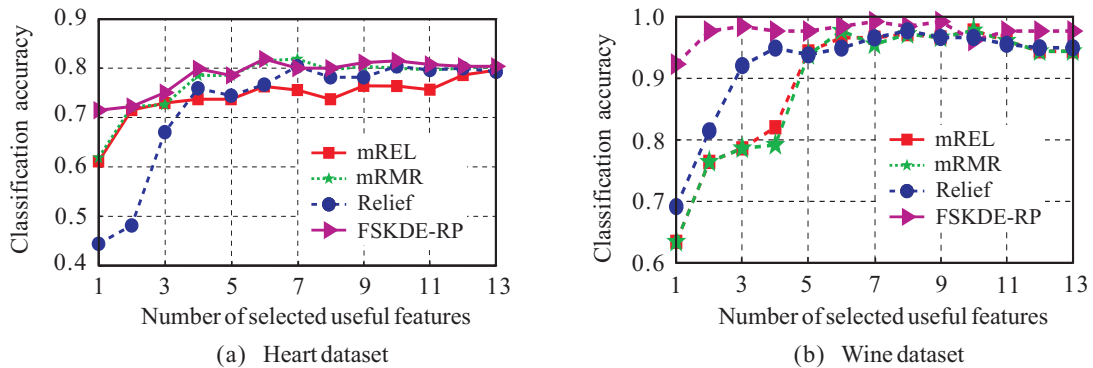 Classification accuracy
0.9
0.8
0.7
0.6
0.5
0.4
mREL
mRMR
Relief
FSKDE-RP
1 3 5 7 9 11 13
Number of selected useful features
(a) Heart dataset
Classification accuracy
1.0
0.9
0.8
0.7
0.6
mREL
mRMR
Relief
FSKDE-RP
1 3 5 7 9 11 13
Number of selected useful features
(b) Wine dataset